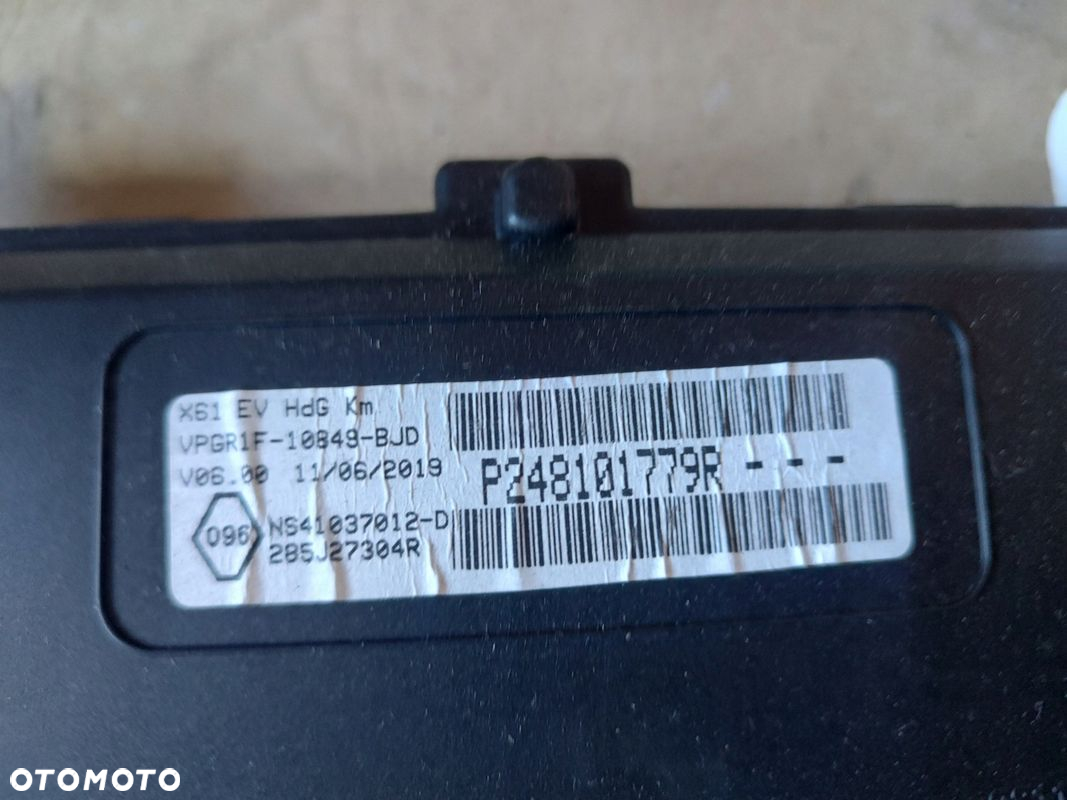 X61 EV HdG Km
VPGR1F-10849-BJD
V06.00 11/06/2019
P248101779R - - -
096
NS41037012-D
285J27304R
OTOMOTO